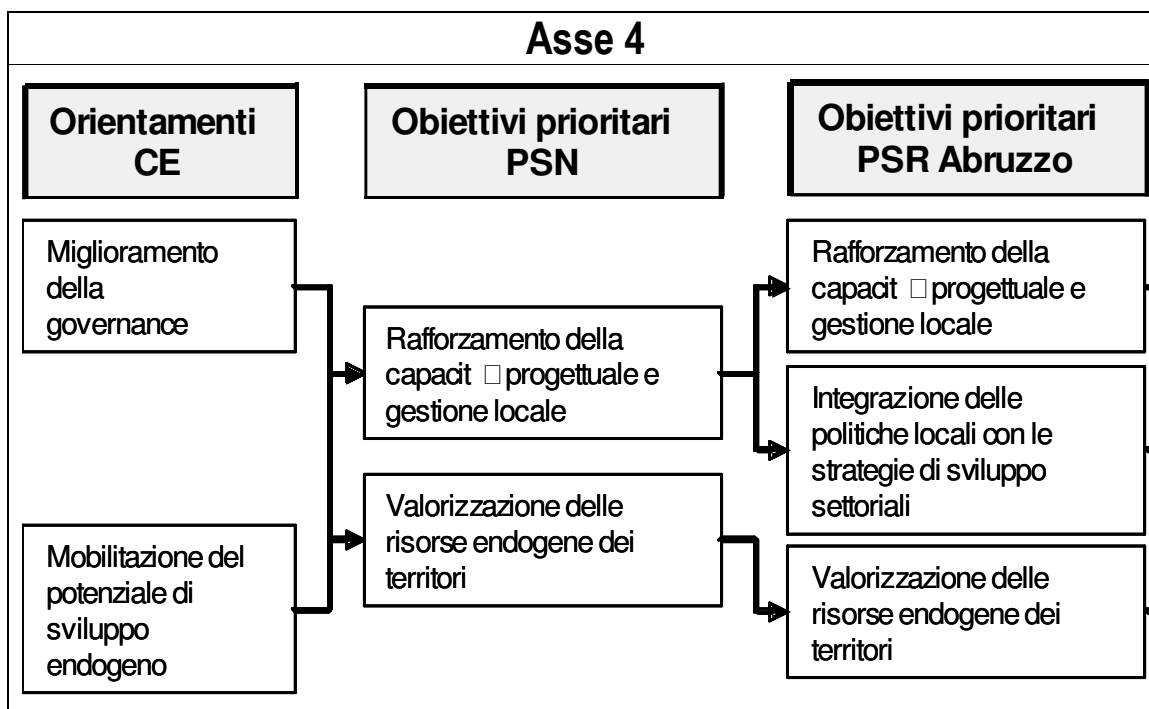 Asse 4
Orientamenti
CE
Obiettivi prioritari
PSN
Obiettivi prioritari
PSR Abruzzo
Miglioramento
della
governance
Mobilitazione del
potenziale di
sviluppo
endogeno
Rafforzamento della
capacit □ progettuale e
gestione locale
Valorizzazione delle
risorse endogene dei
territori
Rafforzamento della
capacit □ progettuale e
gestione locale
Integrazione delle
politiche locali con le
strategie di sviluppo
settoriali
Valorizzazione delle
risorse endogene dei
territori